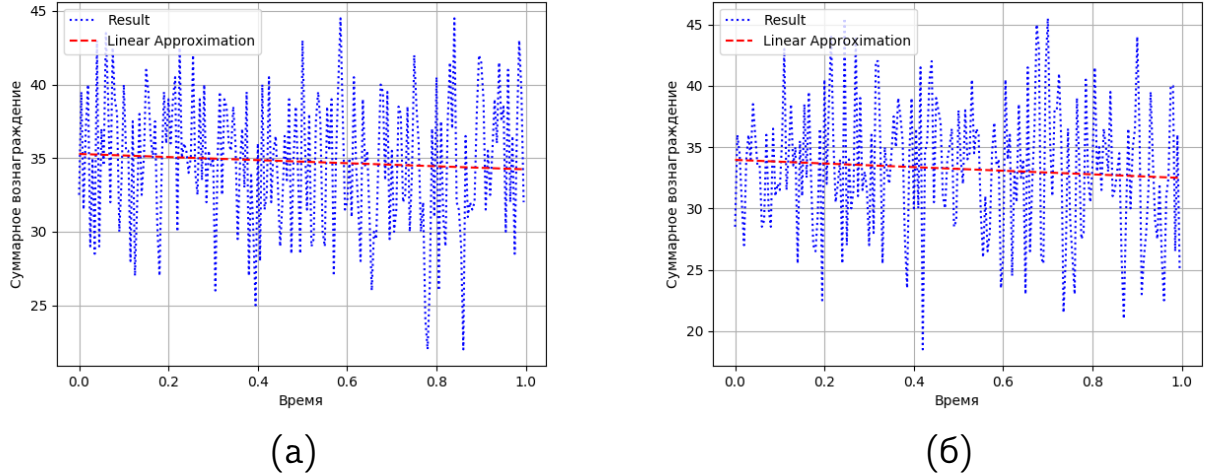 Result
Linear Approximation
45
40
35
30
25
Суммарное вознаграждение
0.0 0.2 0.4 0.6 0.8 1.0
Время
(а)
Result
Linear Approximation
45
40
35
30
25
20
Суммарное вознаграждение
0.0 0.2 0.4 0.6 0.8 1.0
Время
(б)